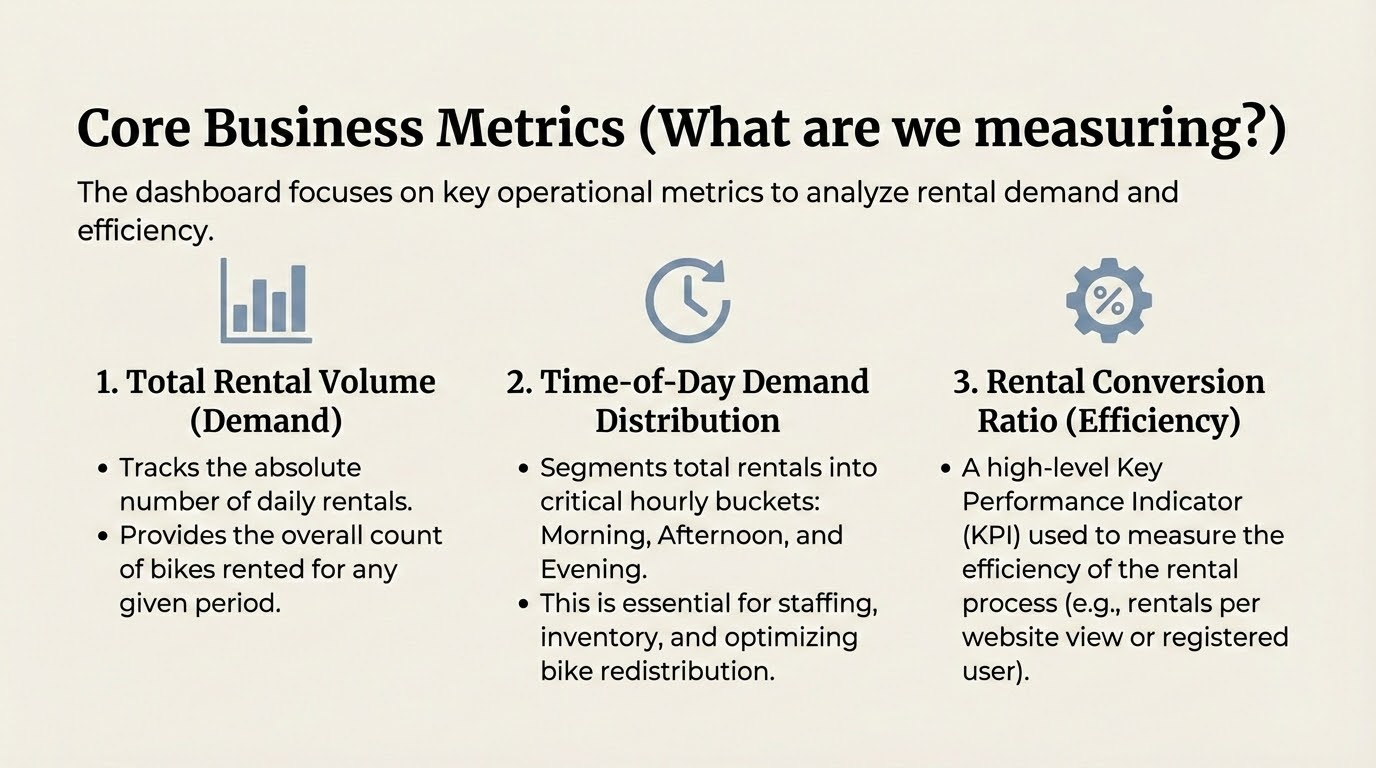 Core Business Metrics (What are we measuring?)
The dashboard focuses on key operational metrics to analyze rental demand and
efficiency.
1. Total Rental Volume
(Demand)
• Tracks the absolute
number of daily rentals.
• Provides the overall count
of bikes rented for any
given period.
2. Time-of-Day Demand
Distribution
• Segments total rentals into
critical hourly buckets:
Morning, Afternoon, and
Evening.
• This is essential for staffing,
inventory, and optimizing
bike redistribution.
%
3. Rental Conversion
Ratio (Efficiency)
• A high-level Key
Performance Indicator
(KPI) used to measure the
efficiency of the rental
process (e.g., rentals per
website view or registered
user).